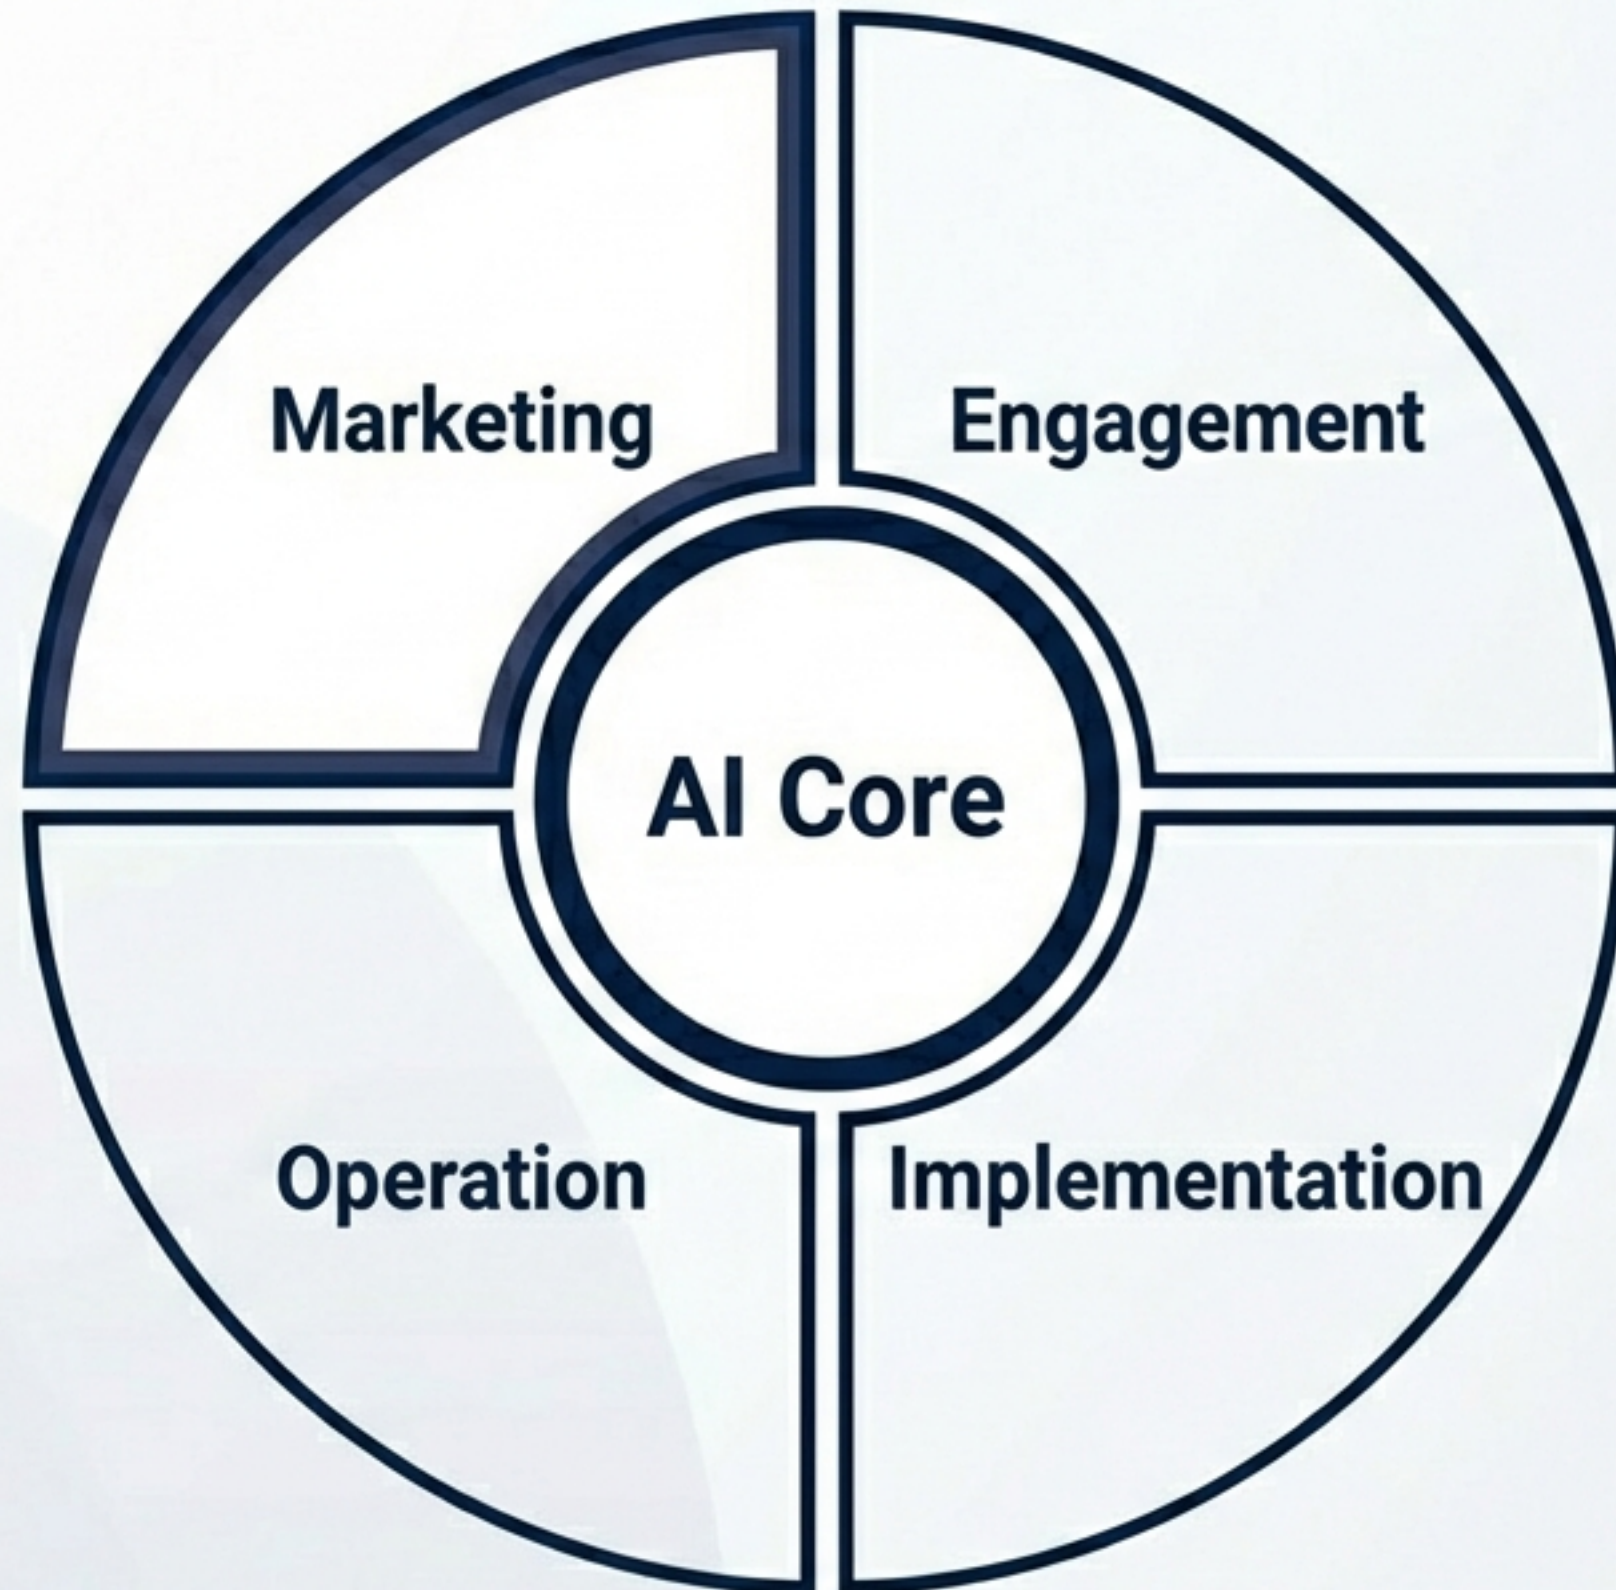 Marketing
Engagement
AI Core
Operation
Implementation